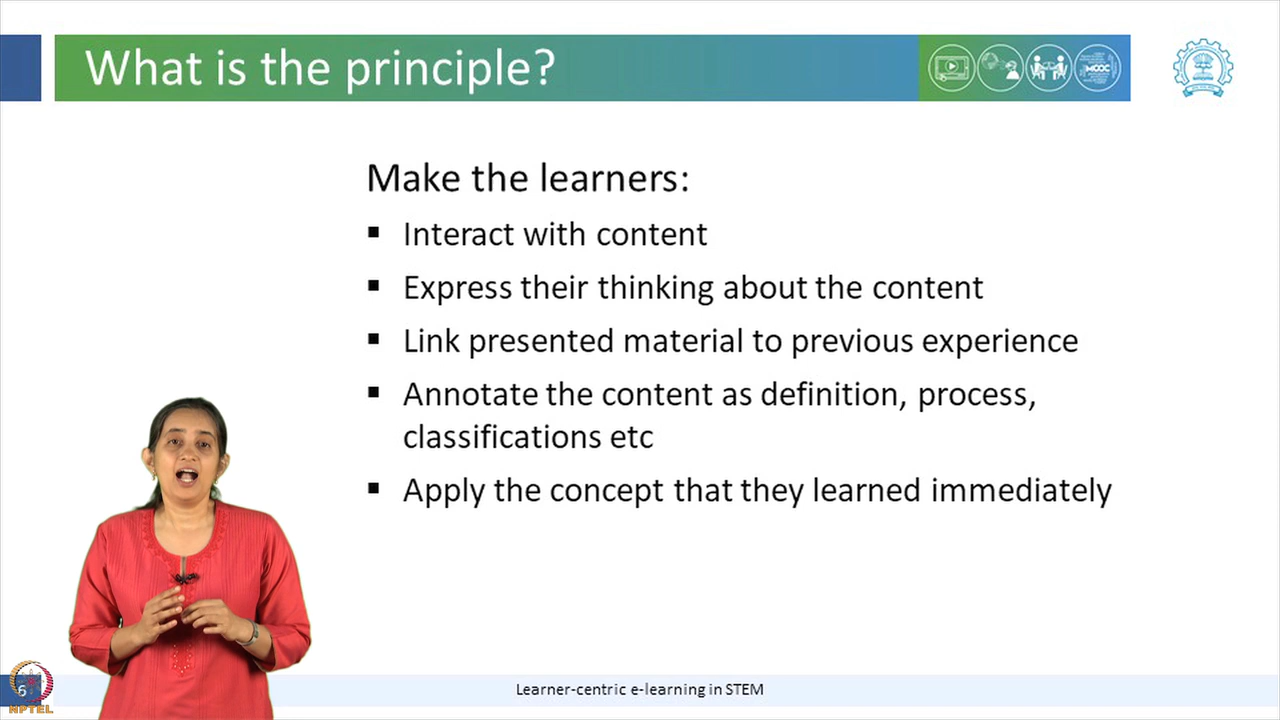 What is the principle?
MOOC
Make the learners:
▪ Interact with content
▪ Express their thinking about the content
▪ Link presented material to previous experience
▪ Annotate the content as definition, process,
classifications etc
▪ Apply the concept that they learned immediately
6
NPTEL
Learner-centric e-learning in STEM